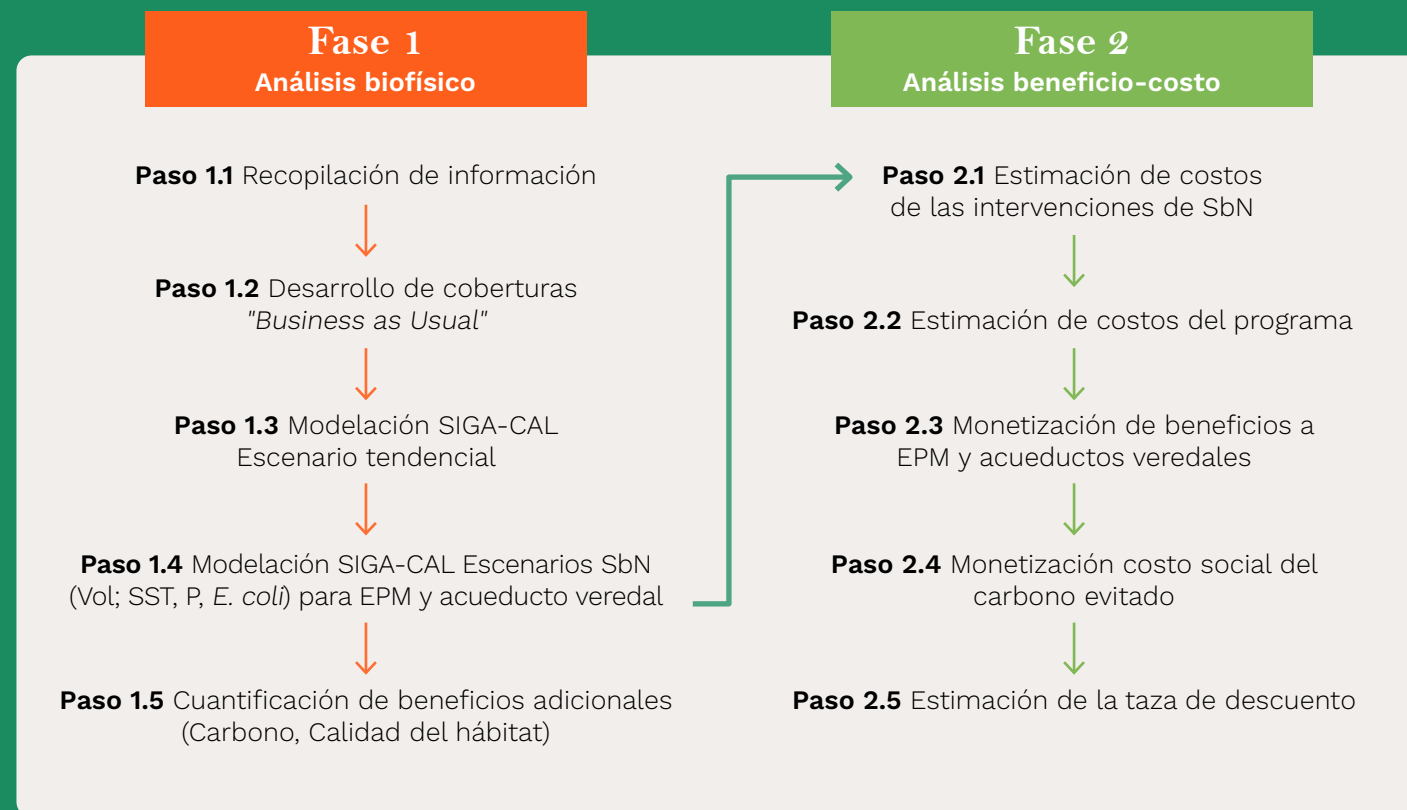 Fase 1
Análisis biofísico
Paso 1.1 Recopilación de información
Paso 1.2 Desarrollo de coberturas
"Business as Usual"
Paso 1.3 Modelación SIGA-CAL
Escenario tendencial
Paso 1.4 Modelación SIGA-CAL Escenarios SbN
(Vol; SST, P, E. coli) para EPM y acueducto veredal
Paso 1.5 Cuantificación de beneficios adicionales
(Carbono, Calidad del hábitat)
Fase 2
Análisis beneficio-costo
Paso 2.1 Estimación de costos
de las intervenciones de SbN
Paso 2.2 Estimación de costos del programa
Paso 2.3 Monetización de beneficios a
EPM y acueductos veredales
Paso 2.4 Monetización costo social del
carbono evitado
Paso 2.5 Estimación de la taza de descuento